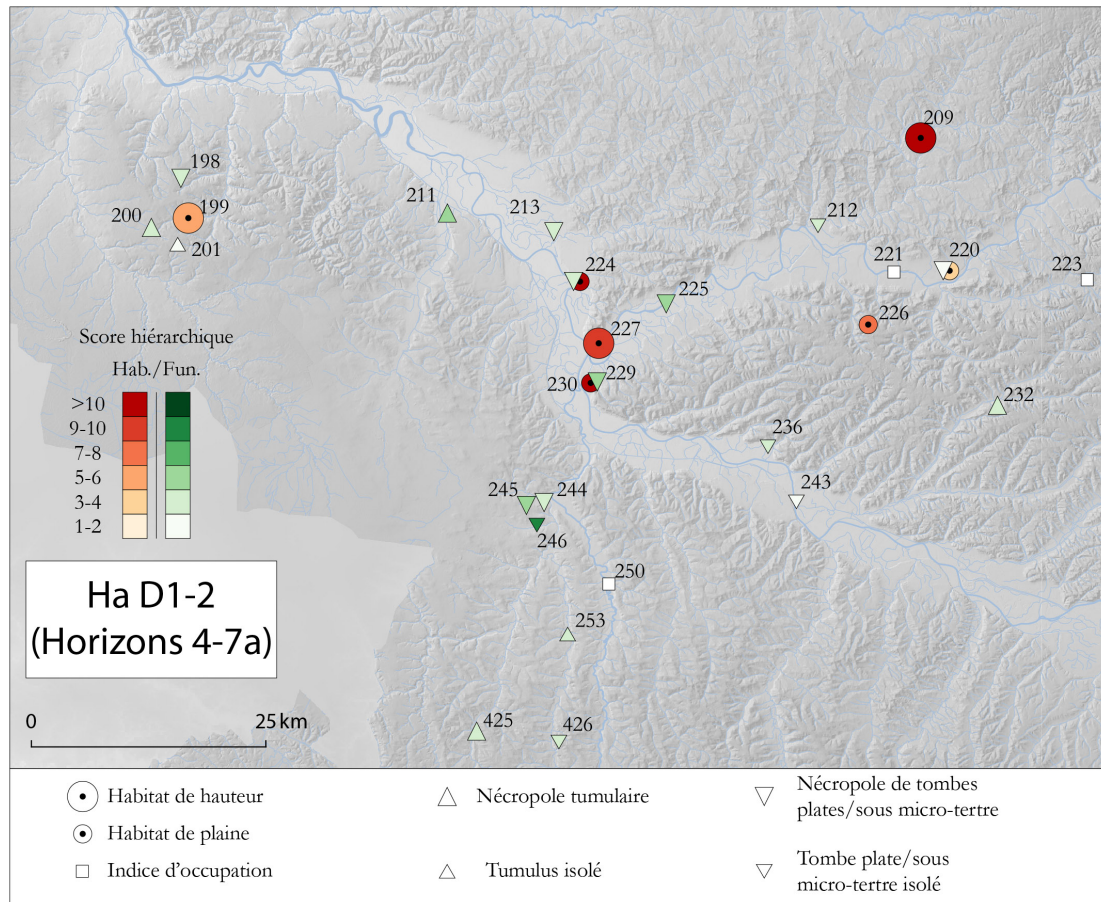 209
198
211
213
212
200
199
201
221
220
223
224
225
226
227
Score hiérarchique
Hab./Fun.
>10
9-10
7-8
5-6
3-4
1-2
230
229
232
236
243
245
244
246
250
253
425
426
Ha D1-2
(Horizons 4-7a)
0
25 km
Habitat de hauteur
Habitat de plaine
Indice d'occupation
Nécropole tumulaire
Tumulus isolé
Nécropole de tombes
plates/sous micro-tertre
Tombe plate/sous
micro-tertre isolé